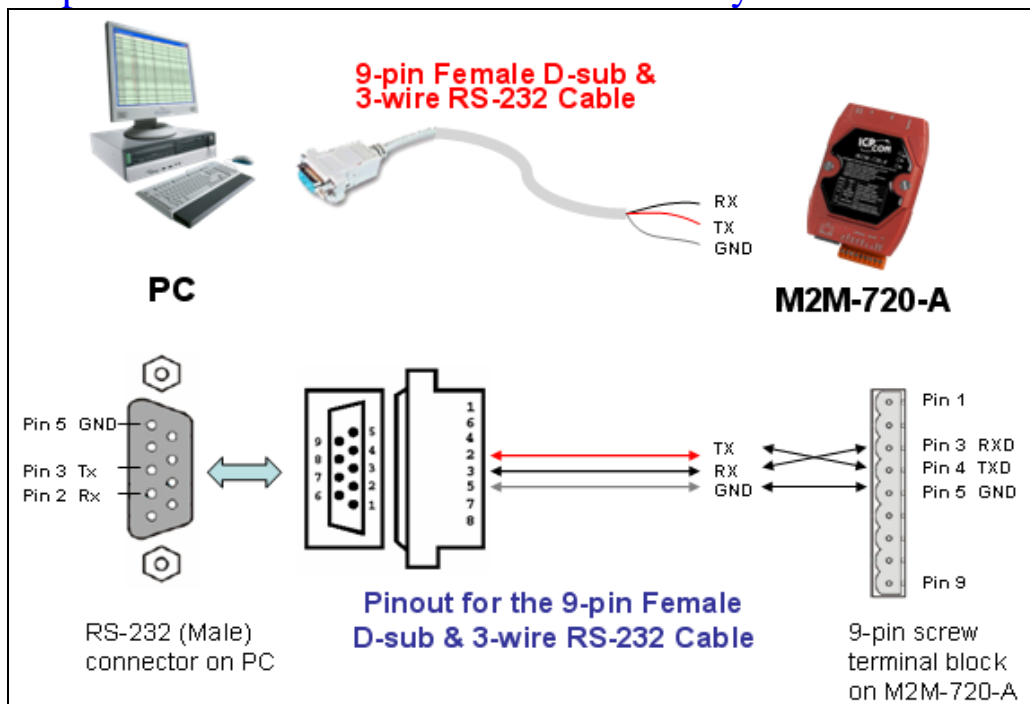 9-pin Female D-sub &
3-wire RS-232 Cable
ICP
CON
M2M-720-A
RX
TX
GND
PC
M2M-720-A
Pin 5 GND
Pin 3 Tx
Pin 2 Rx
9
8
7
6
5
4
3
2
1
1
6
4
2
3
5
7
8
TX
RX
GND
Pin 1
Pin 3 RXD
Pin 4 TXD
Pin 5 GND
Pin 9
RS-232 (Male)
connector on PC
Pinout for the 9-pin Female
D-sub & 3-wire RS-232 Cable
9-pin screw
terminal block
on M2M-720-A